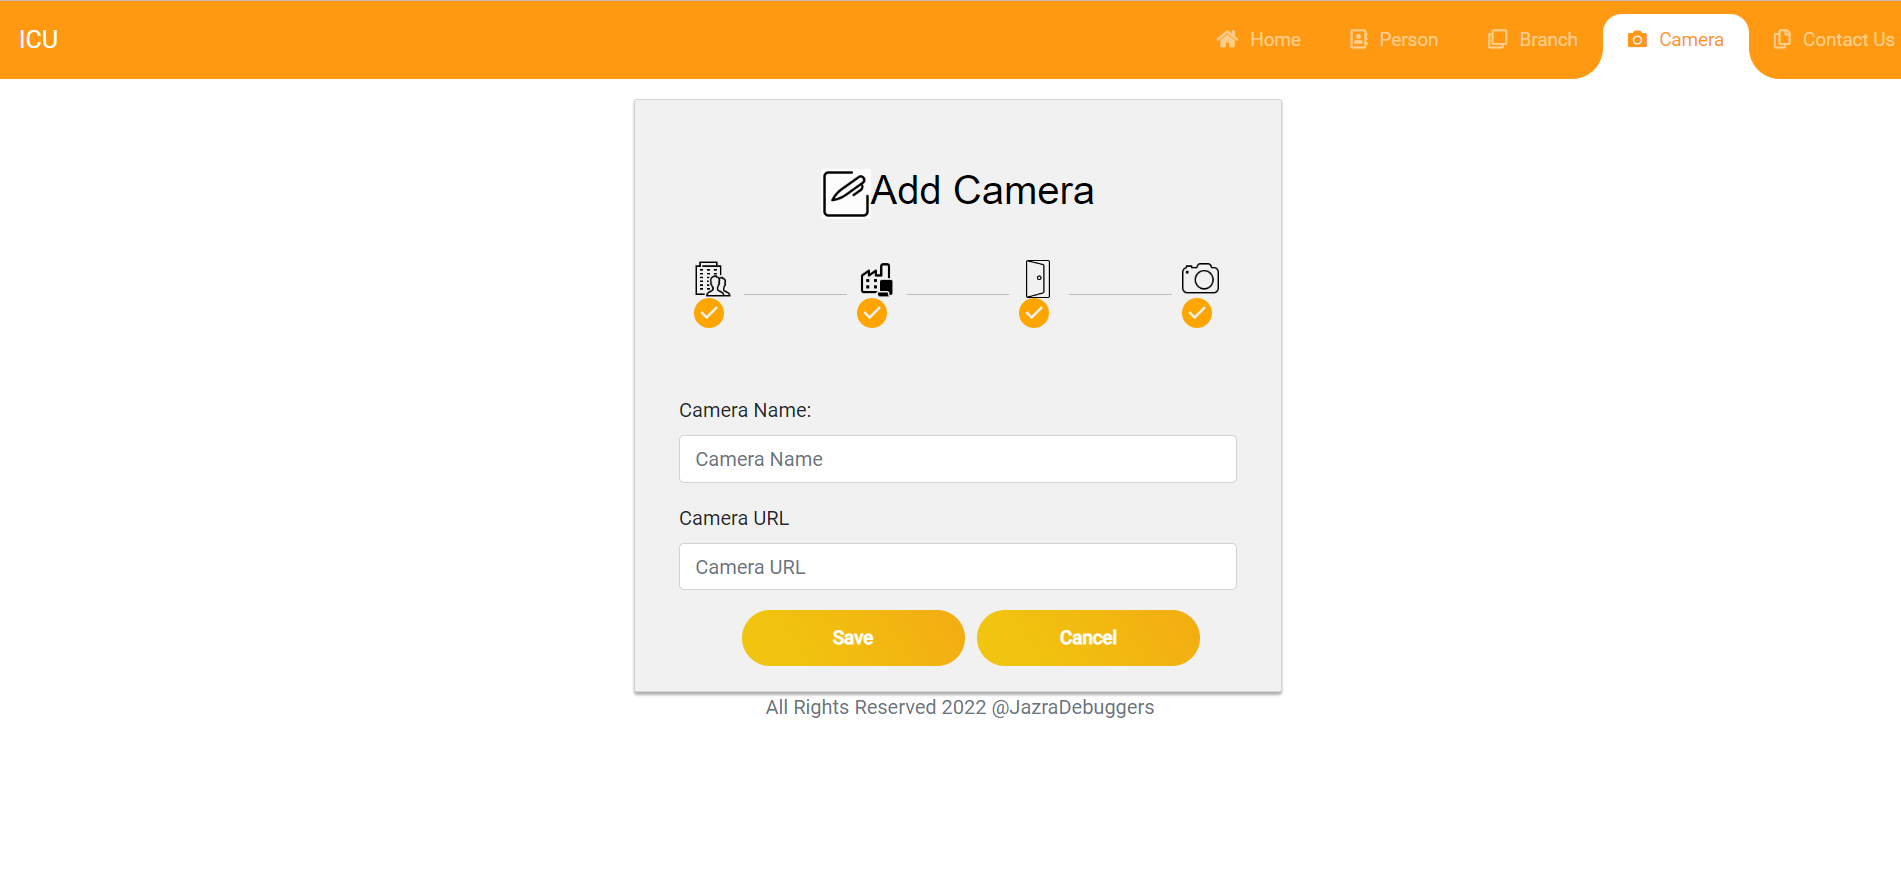 ICU
Home
Person
Branch
Camera
Contact Us
Add Camera
Camera Name:
Camera Name
Camera URL
Camera URL
Save
Cancel
All Rights Reserved 2022 @JazraDebuggers